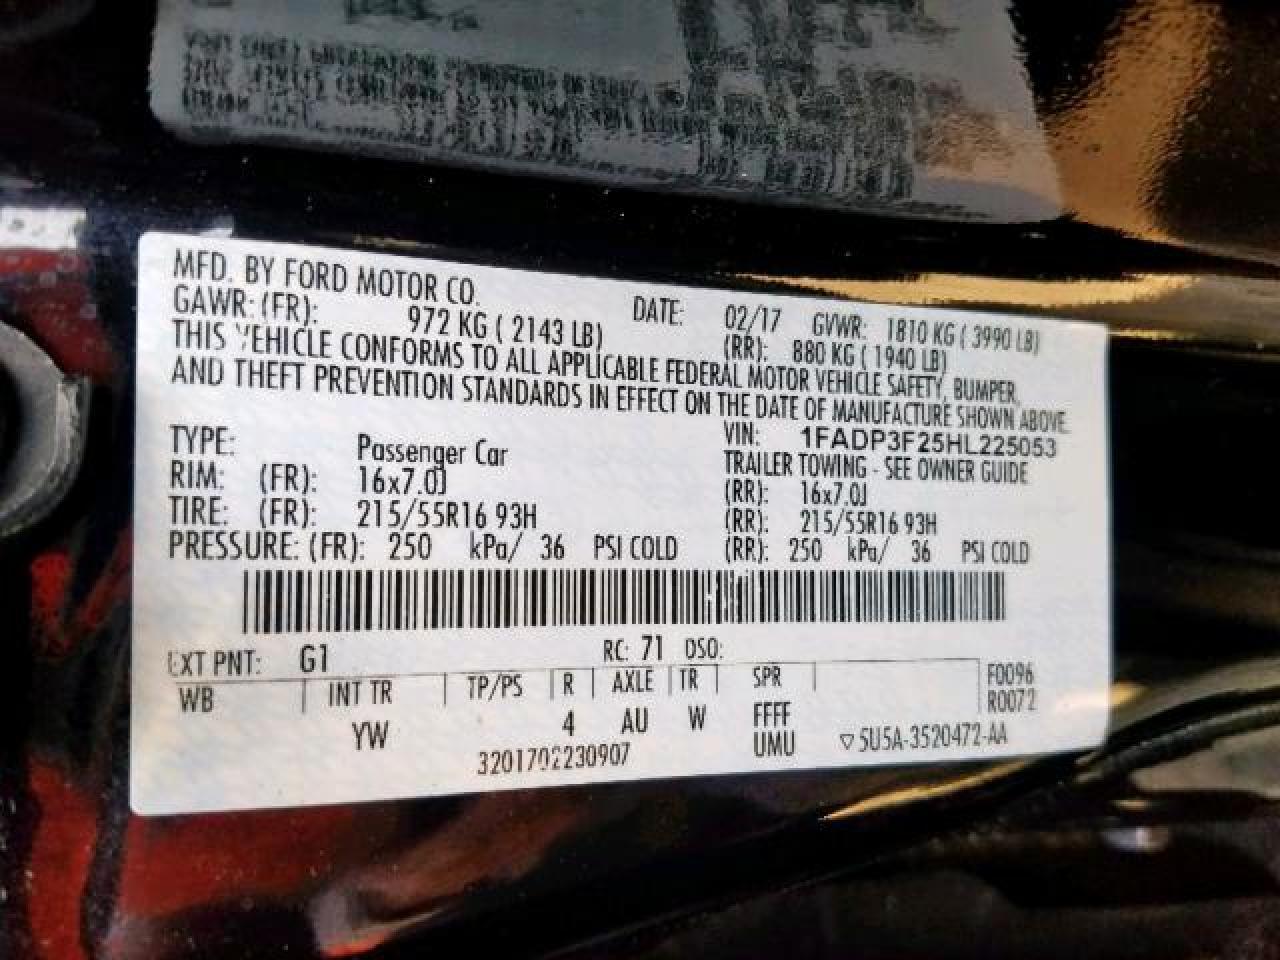 MFD. BY FORD MOTOR CO. DATE: 02/17 GVWR: 1810 KG ( 3990 LB)
GAWR: (FR): 972 KG ( 2143 LB) (RR): 880 KG ( 1940 LB)
THIS VEHICLE CONFORMS TO ALL APPLICABLE FEDERAL MOTOR VEHICLE SAFETY, BUMPER,
AND THEFT PREVENTION STANDARDS IN EFFECT ON THE DATE OF MANUFACTURE SHOWN ABOVE.
VIN: 1FADP3F25HL225053
TYPE: Passenger Car TRAILER TOWING - SEE OWNER GUIDE
RIM: (FR): 16x7.0J (RR): 16x7.0J
TIRE: (FR): 215/55R16 93H (RR): 215/55R16 93H
PRESSURE: (FR): 250 kPa/ 36 PSI COLD (RR): 250 kPa/ 36 PSI COLD
EXT PNT: G1 RC: 71 DSO:
WB INT TR TP/PS R AXLE TR SPR F0096
R0072
YW 4 AU W FFFF
UMU ▽5U5A-3520472-AA
3201702230907